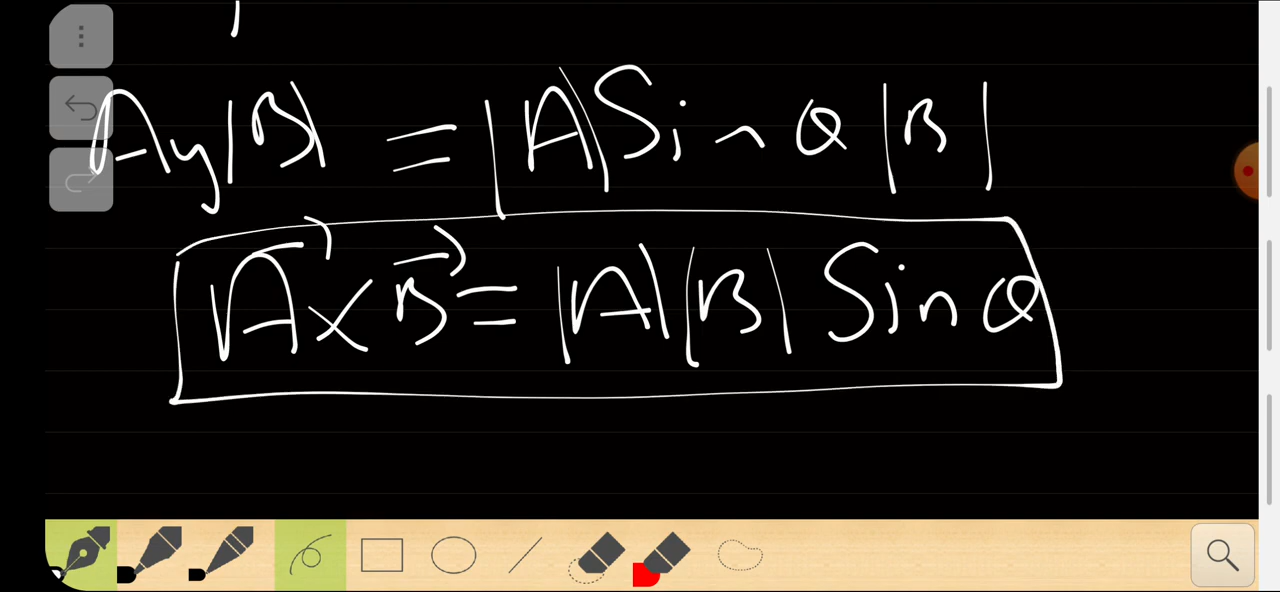 Ay|B| = |A|Sin θ |B|
A⃗ × B⃗ = |A||B| Sin θ